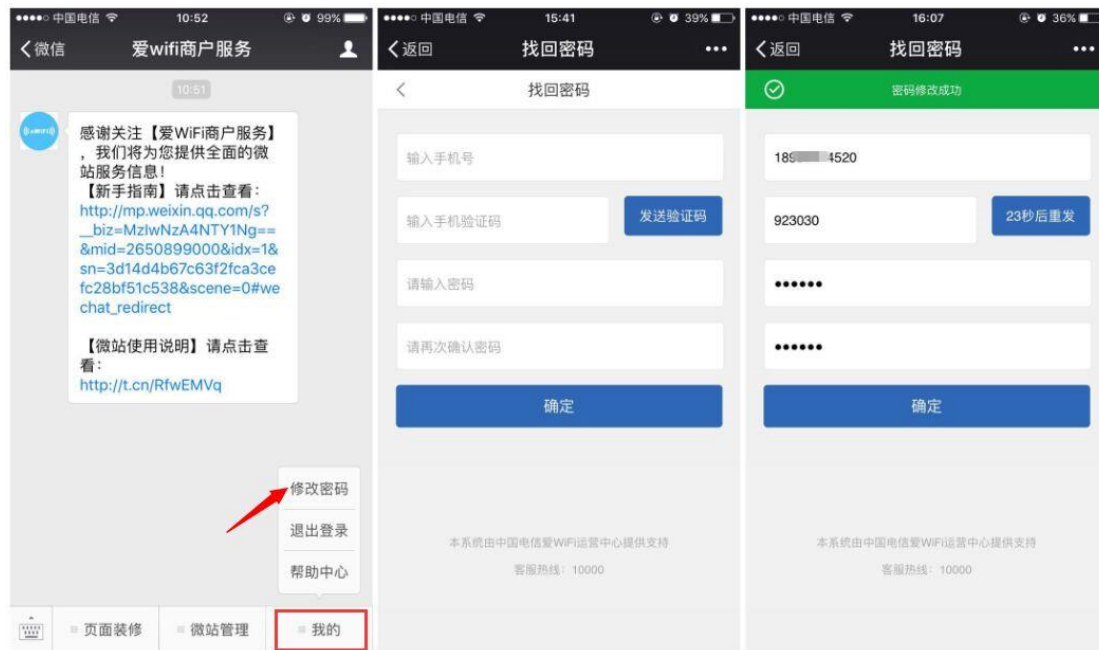 中国电信 10:52 99%
微信 爱wifi商户服务
10:51
感谢关注【爱WiFi商户服务】
，我们将为您提供全面的微
站服务信息！
【新手指南】请点击查看：
http://mp.weixin.qq.com/s?
__biz=MzIwNzA4NTY1Ng==
&mid=2650899000&idx=1&
sn=3d14d4b67c63f2fca3ce
fc28bf51c538&scene=0#we
chat_redirect
【微站使用说明】请点击查
看：
http://t.cn/RfwEMVq
修改密码
退出登录
帮助中心
页面装修 微站管理 我的
中国电信 15:41 39%
返回 找回密码
找回密码
输入手机号
输入手机验证码 发送验证码
请输入密码
请再次确认密码
确定
本系统由中国电信爱WiFi运营中心提供支持
客服热线：10000
中国电信 16:07 36%
返回 找回密码
密码修改成功
189 4520
923030 23秒后重发
确定
本系统由中国电信爱WiFi运营中心提供支持
客服热线：10000